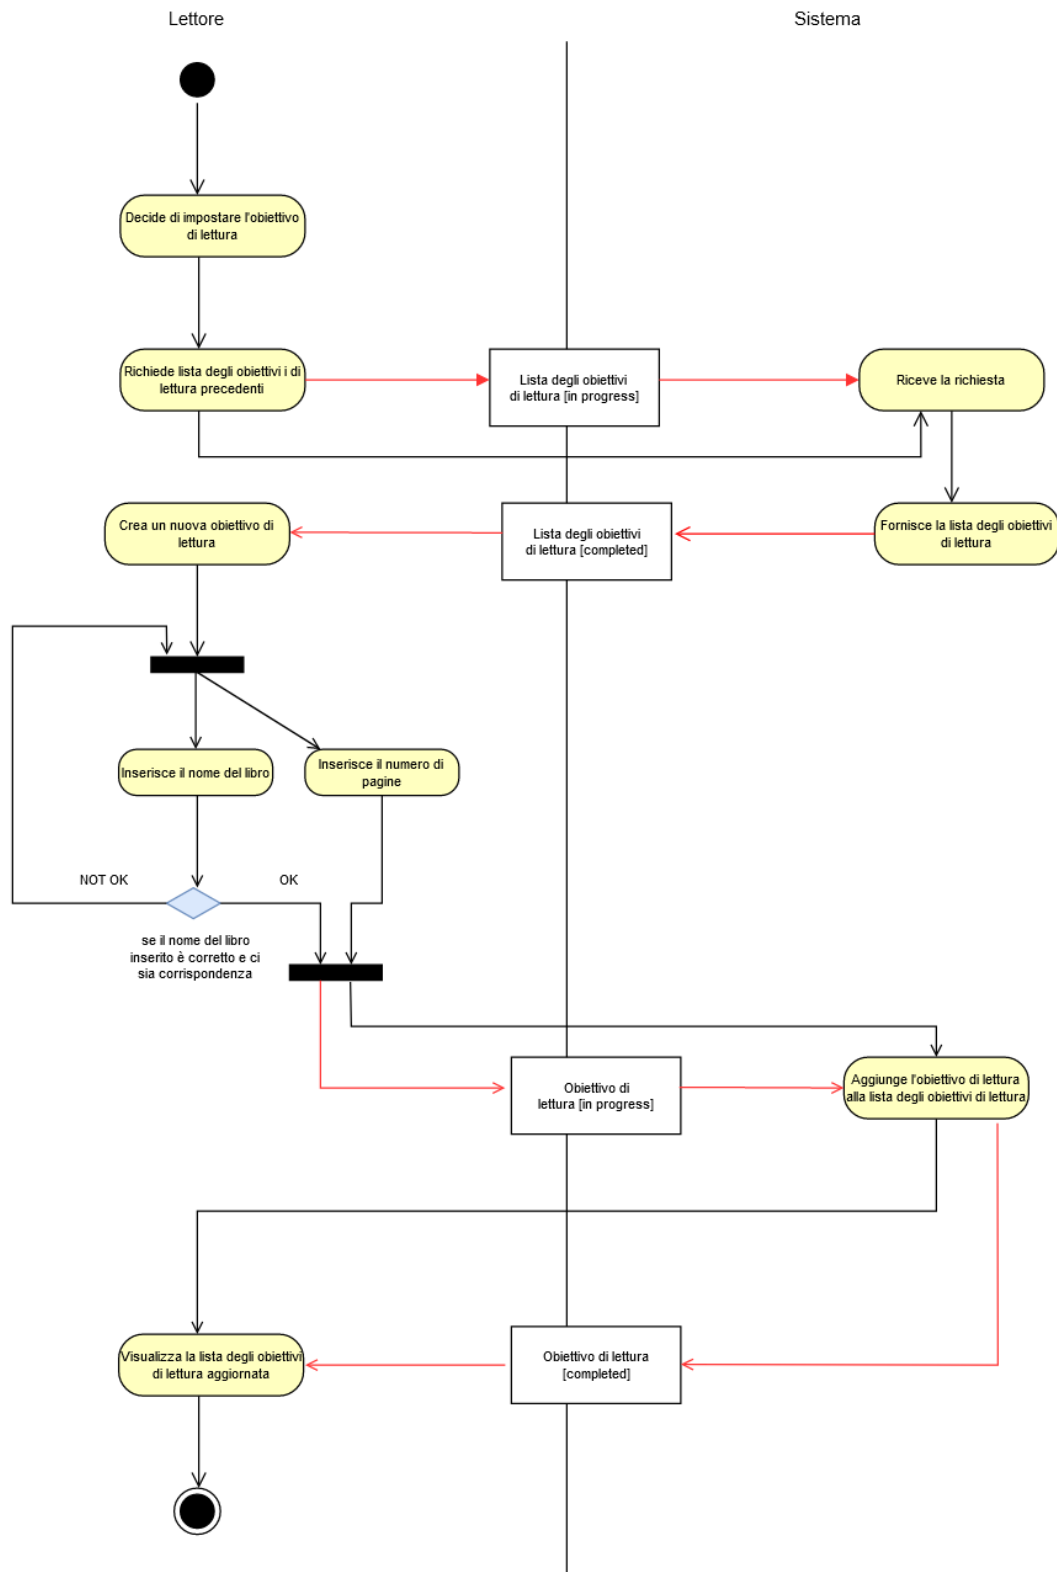 Lettore
Sistema
Decide di impostare l'obiettivo
di lettura
Richiede lista degli obiettivi i di
lettura precedenti
Lista degli obiettivi
di lettura [in progress]
Riceve la richiesta
Crea un nuova obiettivo di
lettura
Lista degli obiettivi
di lettura [completed]
Fornisce la lista degli obiettivi
di lettura
Inserisce il nome del libro
Inserisce il numero di
pagine
NOT OK
OK
se il nome del libro
inserito è corretto e ci
sia corrispondenza
Obiettivo di
lettura [in progress]
Aggiunge l'obiettivo di lettura
alla lista degli obiettivi di lettura
Visualizza la lista degli obiettivi
di lettura aggiornata
Obiettivo di lettura
[completed]